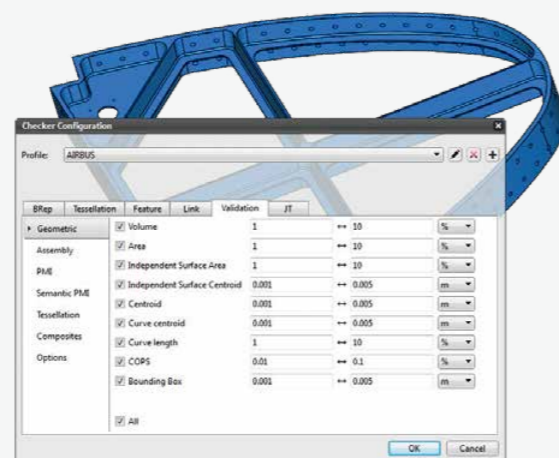 Checker Configuration
Profile: AIRBUS
BRep Tessellation Feature Link Validation JT
Geometric Volume 1 10 %
Assembly Area 1 10 %
PMI Independent Surface Area 1 10 %
Semantic PMI Independent Surface Centroid 0.001 0.005 m
Tessellation Centroid 0.001 0.005 m
Composites Curve centroid 0.001 0.005 m
Options Curve length 1 10 %
COPS 0.01 0.1 %
Bounding Box 0.001 0.005 m
All
OK Cancel